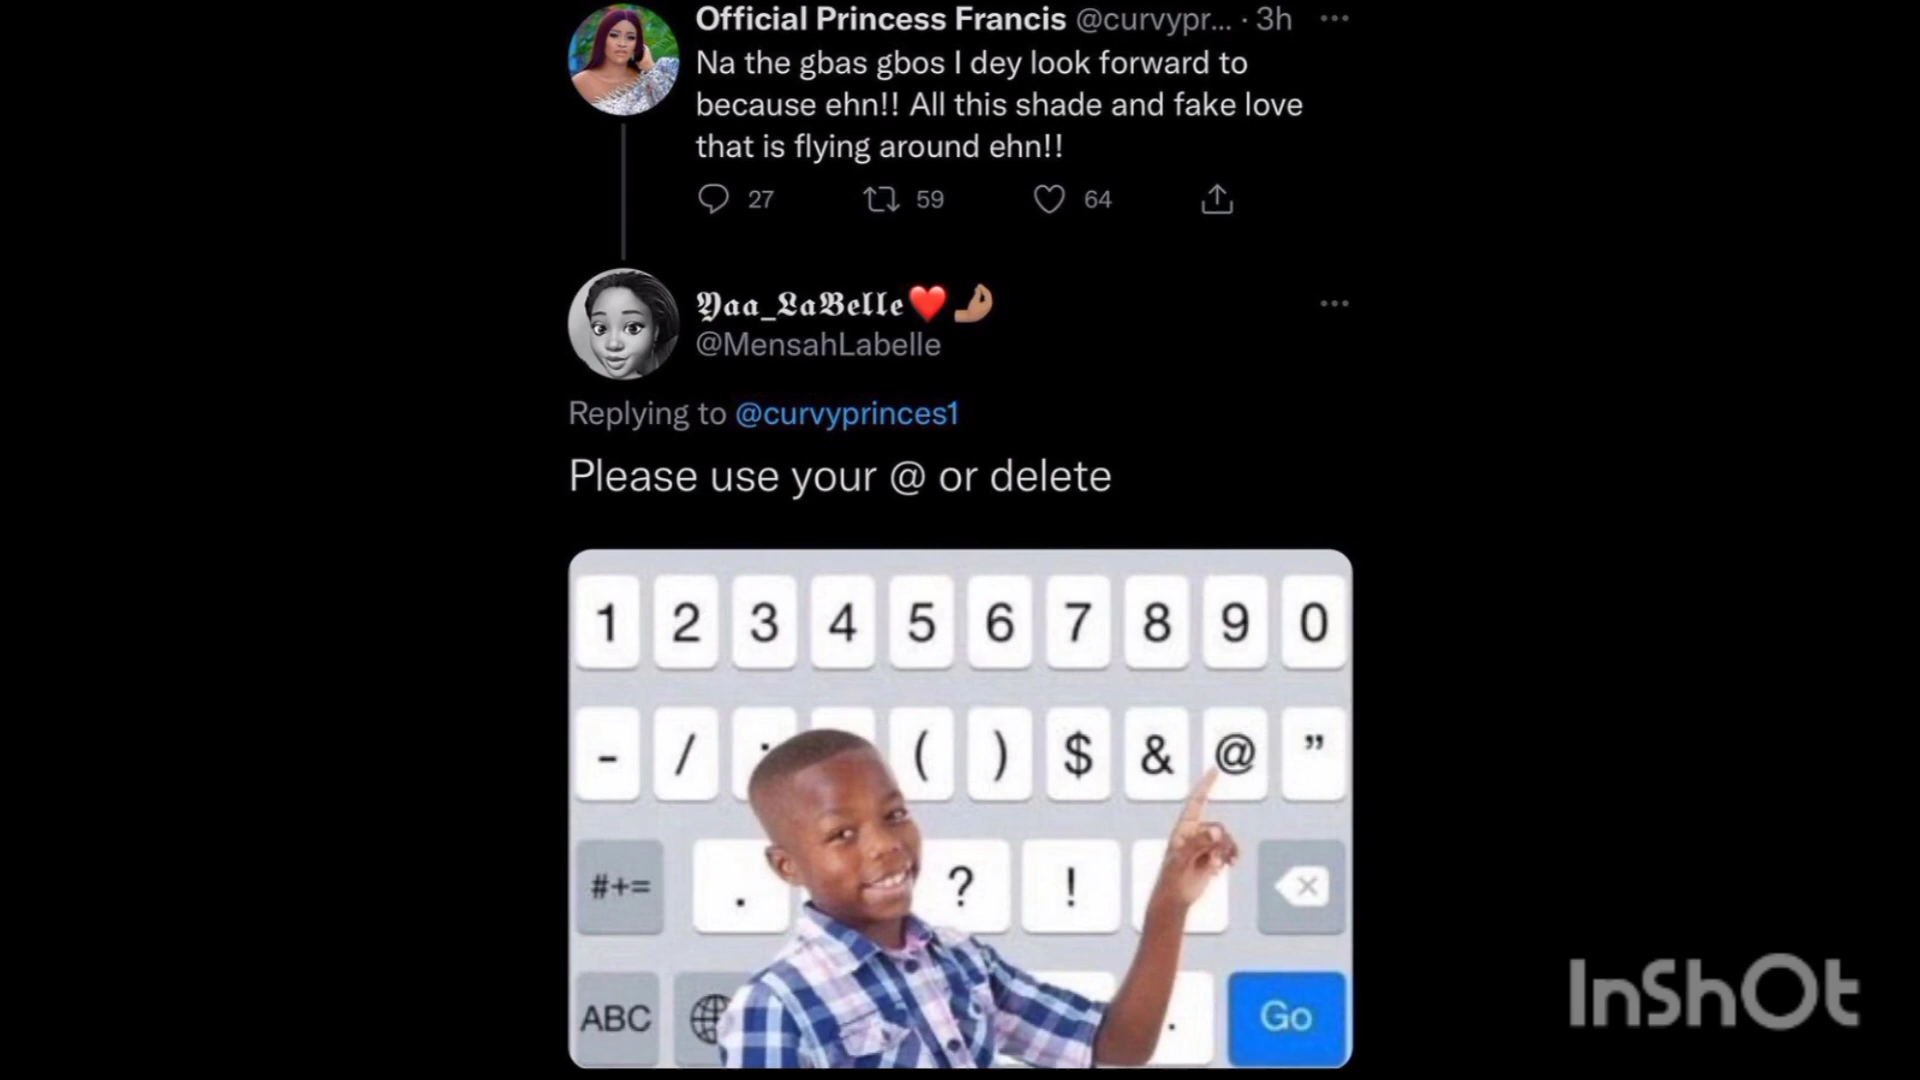 Official Princess Francis @curvypr... · 3h
Na the gbas gbos I dey look forward to
because ehn!! All this shade and fake love
that is flying around ehn!!
27 59 64
𝖄𝖆𝖆_𝕷𝖆𝕭𝖊𝖑𝖑𝖊❤️🤌🏽
@MensahLabelle
Replying to @curvyprinces1
Please use your @ or delete
1 2 3 4 5 6 7 8 9 0
- / ( ) $ & @ ”
#+= . ? !
ABC . Go
InShOt